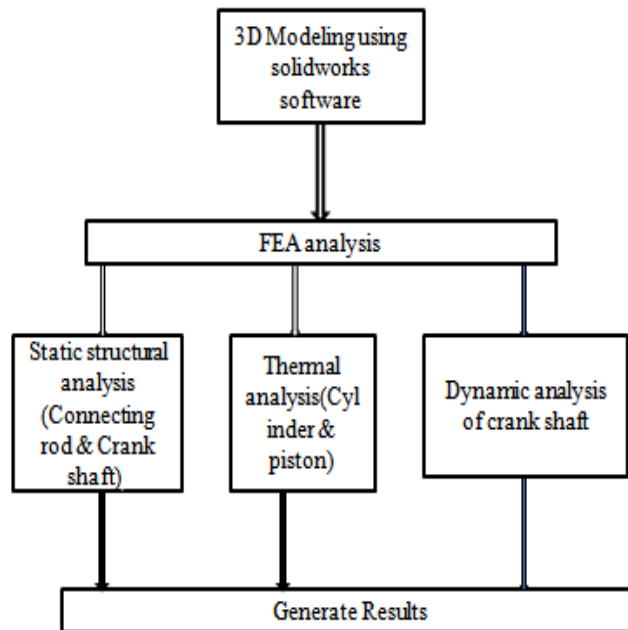 3D Modeling using
solidworks
software
FEA analysis
Static structural
analysis
(Connecting
rod & Crank
shaft)
Thermal
analysis(Cyl
inder &
piston)
Dynamic analysis
of crank shaft
Generate Results